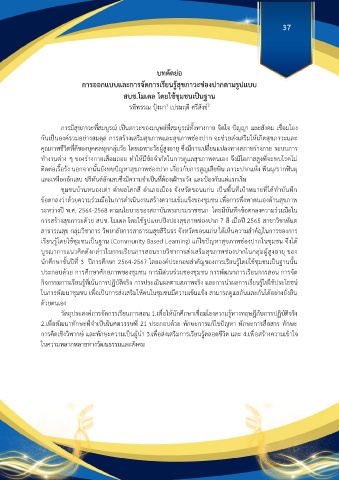 37
บทคัดย่อ
การออกแบบและการจัดการเรียนรู้สุขภาวะช่องปากตามรูปแบบ
สบช.โมเดล โดยใช้ชุมชนเป็นฐาน
การมีสุขภาวะที่สมบูรณ์ เป็นภาวะของมนุษย์ที่สมบูรณ์ทั้งทางกาย จิตใจ ปัญญา และสังคม เชื่อมโยง
กันเป็นองค์รวมอย่างสมดุล การสร้างเสริมสุขภาพและสุขภาพช่องปาก จะช่วยส่งเสริมให้เกิดสุขภาวะและ
คุณภาพชีวิตที่ดีของบุคคลทุกกลุ่มวัย โดยเฉพาะวัยผู้สูงอายุ ซึ่งมีการเปลี่ยนแปลงทางสภาพร่างกาย ระบบการ
ทำงานต่าง ๆ ของร่างกายเสื่อมถอย ทำให้มีข้อจำกัดในการดูแลสุขภาพตนเอง จึงมีโอกาสสูงที่จะพบโรคไม่
ติดต่อเรื้อรัง นอกจากนั้นยังพบปัญหาสุขภาพช่องปาก เกี่ยวกับการสูญเสียฟัน ภาวะปากแห้ง ฟันผุรากฟันผุ
และเหงือกอักเสบ ปริทันต์อักเสบซึ่งมีความจำเป็นที่ต้องเฝ้าระวัง และป้องกันแต่แรกเริ่ม
ชุมชนบ้านหนองเต่า ตำบลโสกสี อำเภอเมือง จังหวัดขอนแก่น เป็นพื้นที่เป้าหมายที่ได้ทำบันทึก
ข้อตกลงว่าด้วยความร่วมมือในการดำเนินงานสร้างความเข้มแข็งของชุมชน เพื่อการพึ่งพาตนเองด้านสุขภาพ
ระหว่างปี พ.ศ. 2564-2568 ตามนโยบายของสถาบันพระบรมราชชนก โดยมีบันทึกข้อตกลงความร่วมมือใน
การสร้างสุขภาวะด้วย สบช. โมเดล โดยใช้รูปแบบปิงปองสุขภาพช่องปาก 7 สี เมื่อปี 2565 สาขาวิชาทันต
สาธารณสุข กลุ่มวิชาการ วิทยาลัยการสาธารณสุขสิรินธร จังหวัดขอนแก่น ได้เห็นความสำคัญในการของการ
เรียนรู้โดยใช้ชุมชนเป็นฐาน (Community Based Learning) แก้ไขปัญหาสุขภาพช่องปากในชุมชน จึงได้
บูรณาการแนวคิดดังกล่าวในการเรียนการสอนรายวิชาการส่งเสริมสุขภาพช่องปากในกลุ่มผู้สูงอายุ ของ
นักศึกษาชั้นปีที่ 3 ปีการศึกษา 2564-2567 โดยองค์ประกอบสำคัญของการเรียนรู้โดยใช้ชุมชนเป็นฐานนั้น
ประกอบด้วย การศึกษาศักยภาพของชุมชน การมีส่วนร่วมของชุมชน การพัฒนาการเรียนการสอน การจัด
กิจกรรมการเรียนรู้ที่เน้นการปฏิบัติจริง การประเมินผลตามสภาพจริง และการนำผลการเรียนรู้ไปใช้ประโยชน์
ในการพัฒนาชุมชน เพื่อเป็นการส่งเสริมให้คนในชุมชนมีความเข้มแข็ง สามารถดูแลกันและกันได้อย่างยั่งยืน
ด้วยตนเอง
วัตถุประสงค์การจัดการเรียนการสอน 1.เพื่อให้นักศึกษาเชื่อมโยงความรู้ทางทฤษฎีกับการปฏิบัติจริง
2.เพื่อพัฒนาทักษะที่จำเป็นในศตวรรษที่ 21 ประกอบด้วย ทักษะการแก้ไขปัญหา ทักษะการสื่อสาร ทักษะ
การคิดเชิงวิพากษ์ และทักษะความเป็นผู้นำ 3.เพื่อส่งเสริมการเรียนรู้ตลอดชีวิต และ 4.เพื่อสร้างความเข้าใจ
ในความหลากหลายทางวัฒนธรรมและสังคม